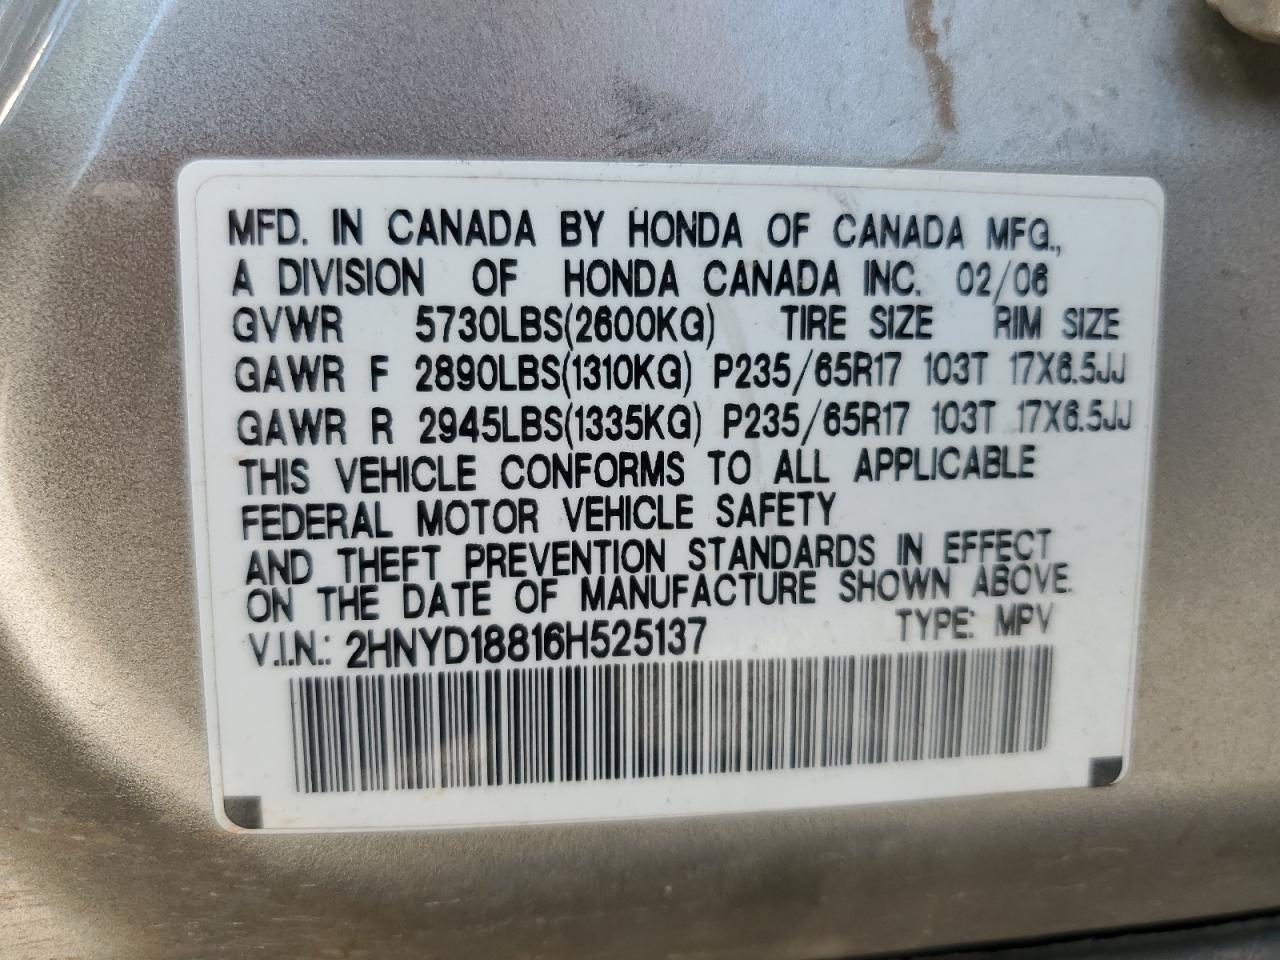 MFD. IN CANADA BY HONDA OF CANADA MFG.,
A DIVISION OF HONDA CANADA INC. 02/06
GVWR 5730LBS(2600KG) TIRE SIZE RIM SIZE
GAWR F 2890LBS(1310KG) P235/65R17 103T 17X6.5JJ
GAWR R 2945LBS(1335KG) P235/65R17 103T 17X6.5JJ
THIS VEHICLE CONFORMS TO ALL APPLICABLE
FEDERAL MOTOR VEHICLE SAFETY
AND THEFT PREVENTION STANDARDS IN EFFECT
ON THE DATE OF MANUFACTURE SHOWN ABOVE.
V.I.N.: 2HNYD18816H525137 TYPE: MPV